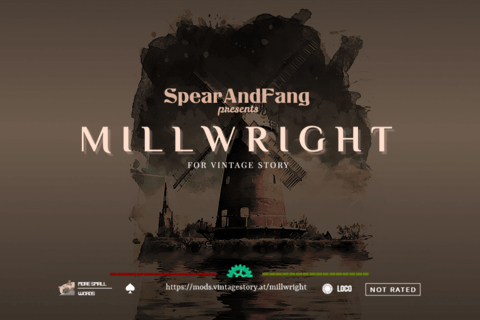 SpearAndFang
presents
MILLWRIGHT
FOR VINTAGE STORY
MORE SMALL
WORDS
https://mods.vintagestory.at/millwright
LOCO
NOT RATED